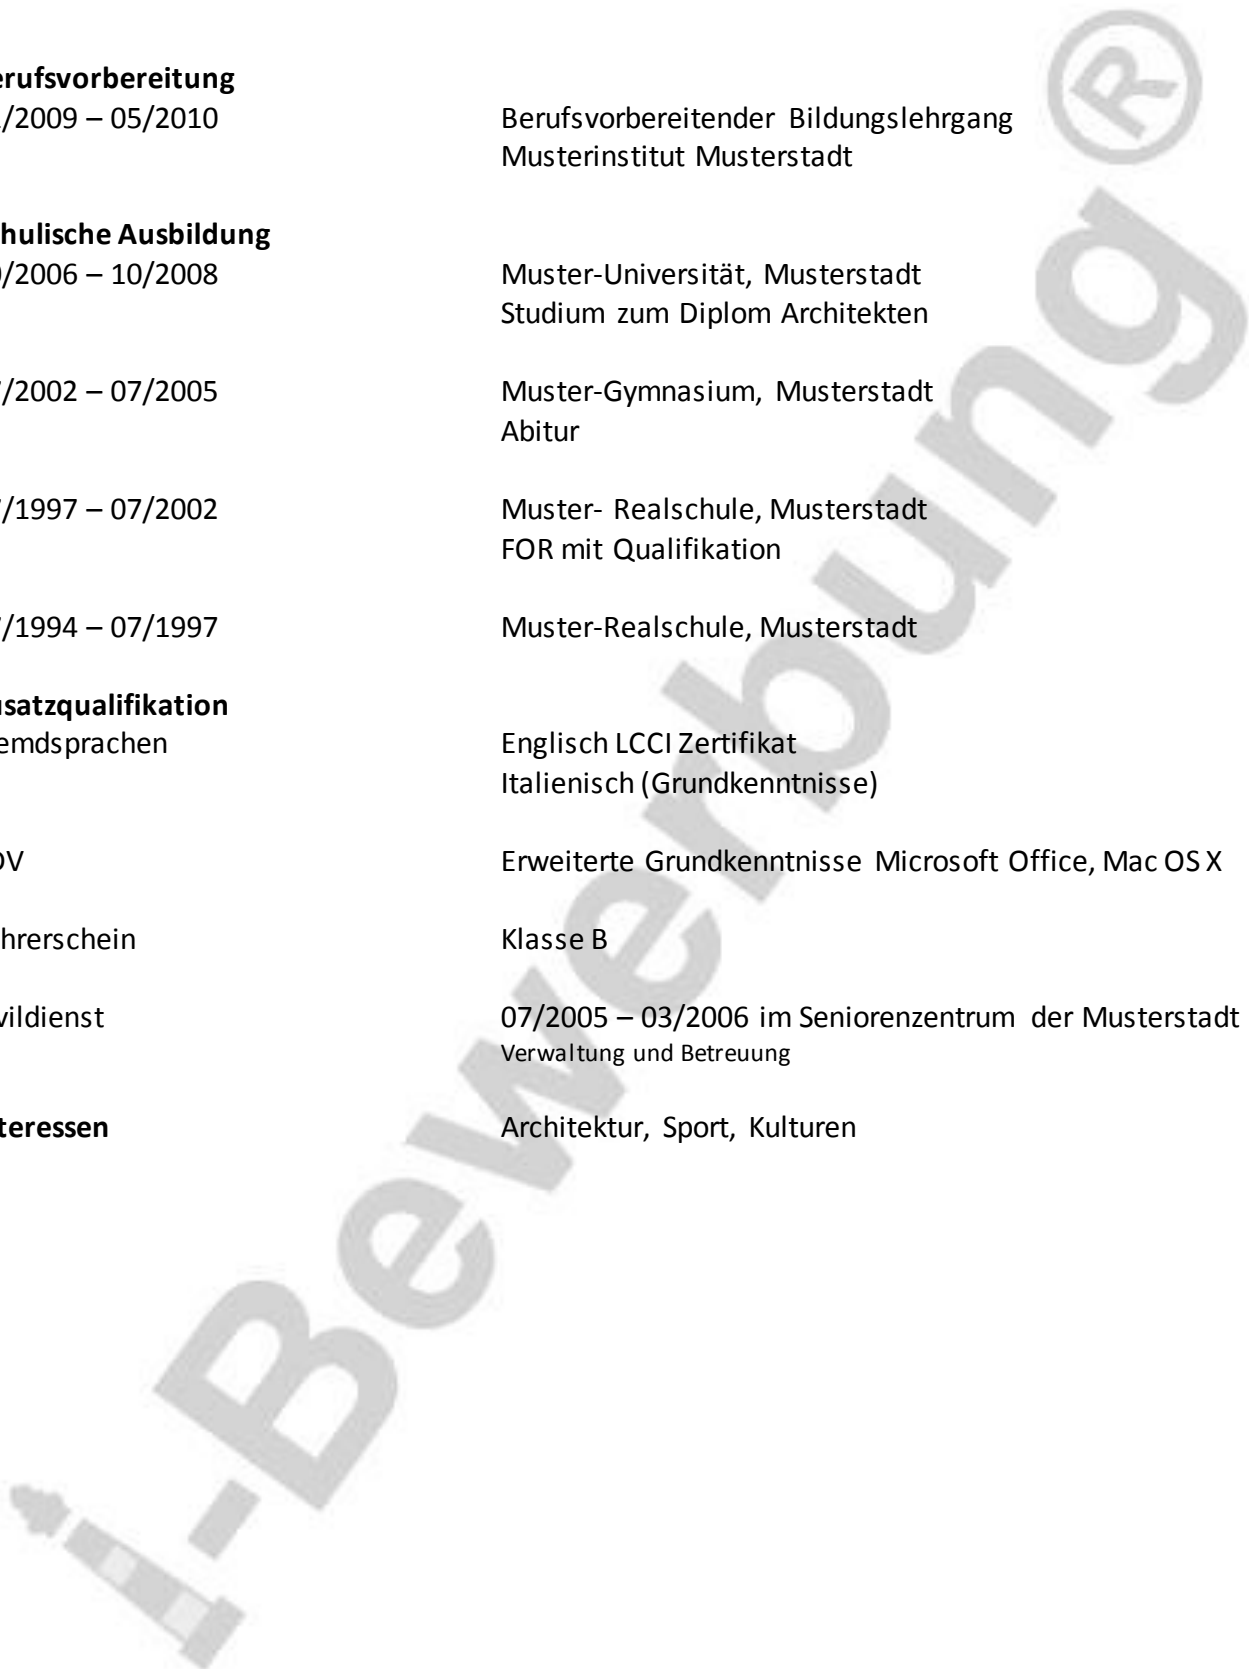 erufsvorbereitung
/2009 – 05/2010 Berufsvorbereitender Bildungslehrgang
Musterinstitut Musterstadt
hulische Ausbildung
0/2006 – 10/2008 Muster-Universität, Musterstadt
Studium zum Diplom Architekten
/2002 – 07/2005 Muster-Gymnasium, Musterstadt
Abitur
/1997 – 07/2002 Muster- Realschule, Musterstadt
FOR mit Qualifikation
/1994 – 07/1997 Muster-Realschule, Musterstadt
usatzqualifikation
emdsprachen Englisch LCCI Zertifikat
Italienisch (Grundkenntnisse)
DV Erweiterte Grundkenntnisse Microsoft Office, Mac OS X
hrerschein Klasse B
vildienst 07/2005 – 03/2006 im Seniorenzentrum der Musterstadt
Verwaltung und Betreuung
teressen Architektur, Sport, Kulturen
-Bewerbung®